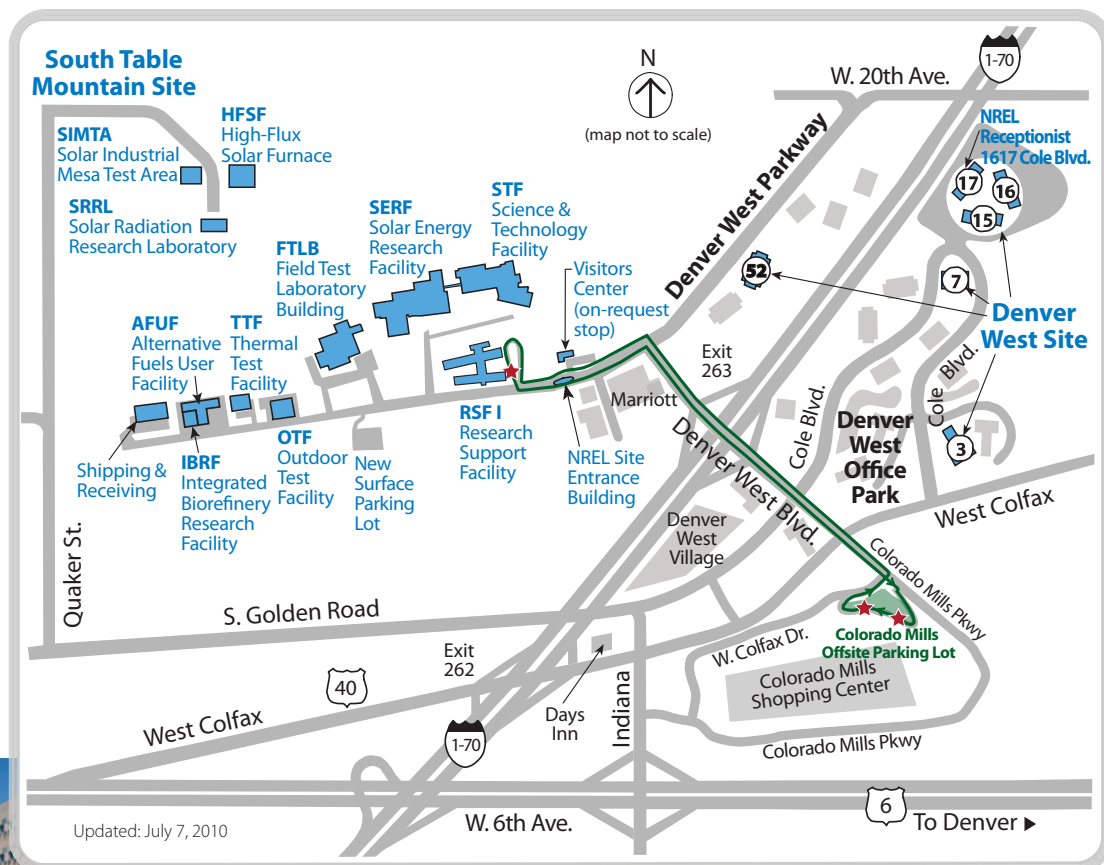 South Table
Mountain Site
N
(map not to scale)
W. 20th Ave.
1-70
SIMTA
Solar Industrial
Mesa Test Area
HFSF
High-Flux
Solar Furnace
SRRL
Solar Radiation
Research Laboratory
STF
Science &
Technology
Facility
SERF
Solar Energy
Research
Facility
FTLB
Field Test
Laboratory
Building
Denver West Parkway
NREL
Receptionist
1617 Cole Blvd.
17
16
15
52
7
Denver
West Site
Visitors
Center
(on-request
stop)
AFUF
Alternative
Fuels User
Facility
TTF
Thermal
Test
Facility
Exit
263
Marriott
Cole Blvd.
Cole
Blvd.
Denver
West
Office
Park
3
West Colfax
Shipping &
Receiving
IBRF
Integrated
Biorefinery
Research
Facility
OTF
Outdoor
Test
Facility
New
Surface
Parking
Lot
RSF I
Research
Support
Facility
NREL Site
Entrance
Building
Denver West Blvd.
Denver
West
Village
Colorado Mills Pkwy
Quaker St.
S. Golden Road
Exit
262
W. Colfax Dr.
Colorado Mills
Offsite Parking Lot
Colorado Mills
Shopping Center
40
West Colfax
1-70
Days
Inn
Indiana
Colorado Mills Pkwy
6
W. 6th Ave.
To Denver ▶
Updated: July 7, 2010